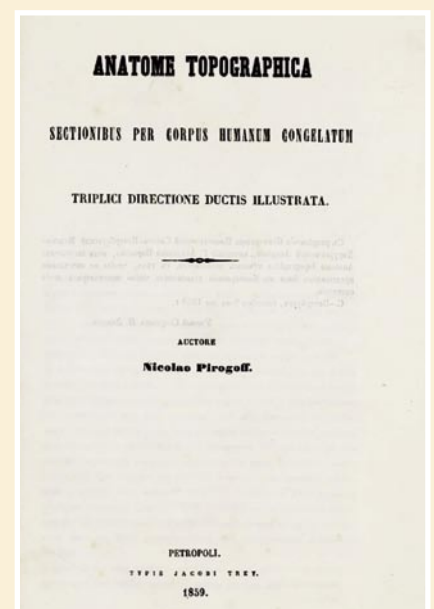 ANATOME TOPOGRAPHICA
SECTIONIBUS PER CORPUS HUMANUM CONGELATUM
TRIPLICI DIRECTIONE DUCTIS ILLUSTRATA.
AUCTORE
Nicolao Pirogoff.
PETROPOLI.
TYPIS JACOBI TREY.
1859.